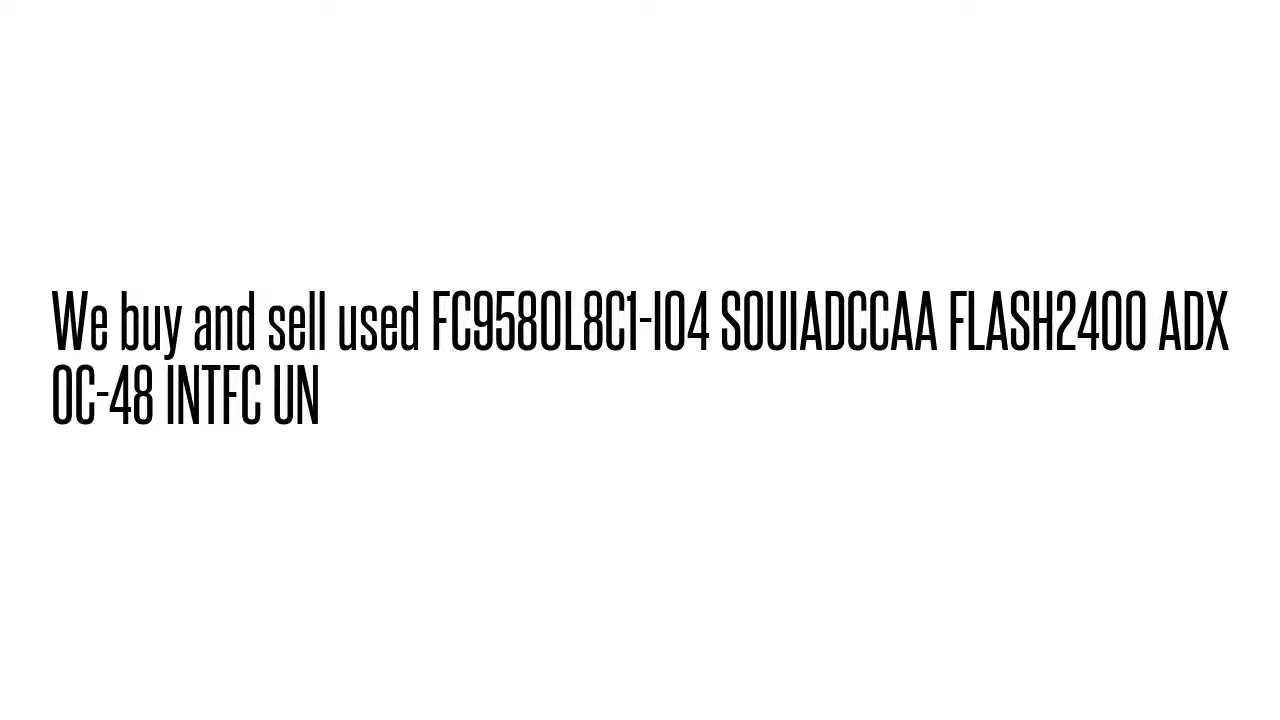 We buy and sell used FC9580L8C1-I04 SOUIADCCAA FLASH2400 ADX
OC-48 INTFC UN